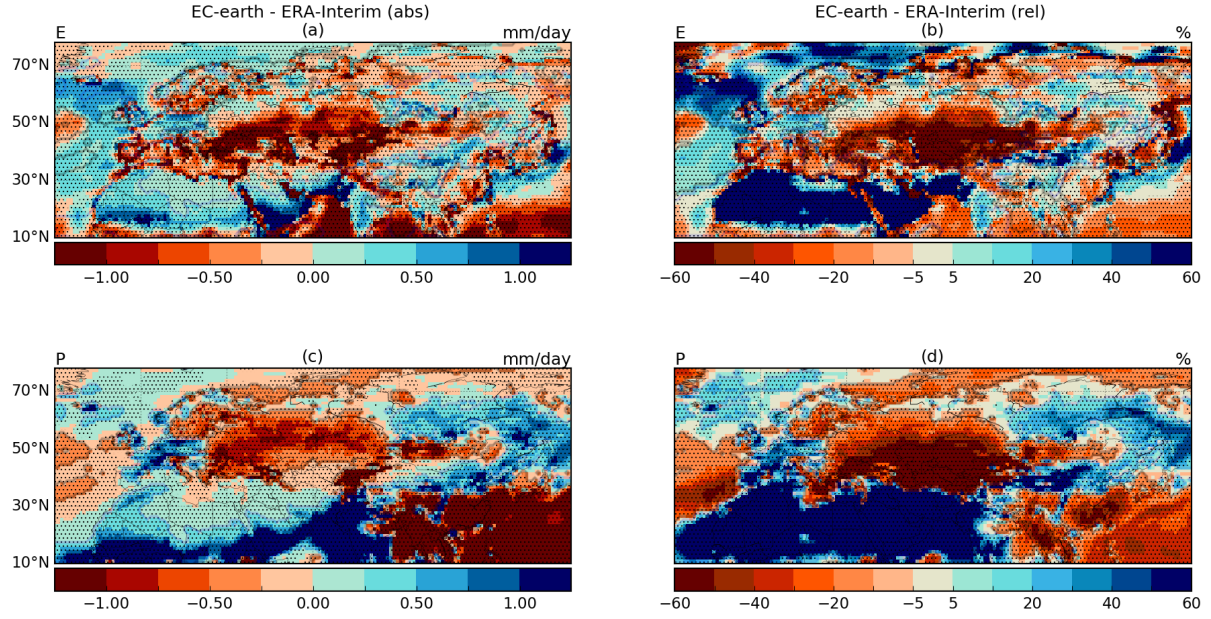 EC-earth - ERA-Interim (abs)
EC-earth - ERA-Interim (rel)
E (a) mm/day
E (b) %
70°N
50°N
30°N
10°N
−1.00 −0.50 0.00 0.50 1.00
−60 −40 −20 −5 5 20 40 60
P (c) mm/day
P (d) %
70°N
50°N
30°N
10°N
−1.00 −0.50 0.00 0.50 1.00
−60 −40 −20 −5 5 20 40 60